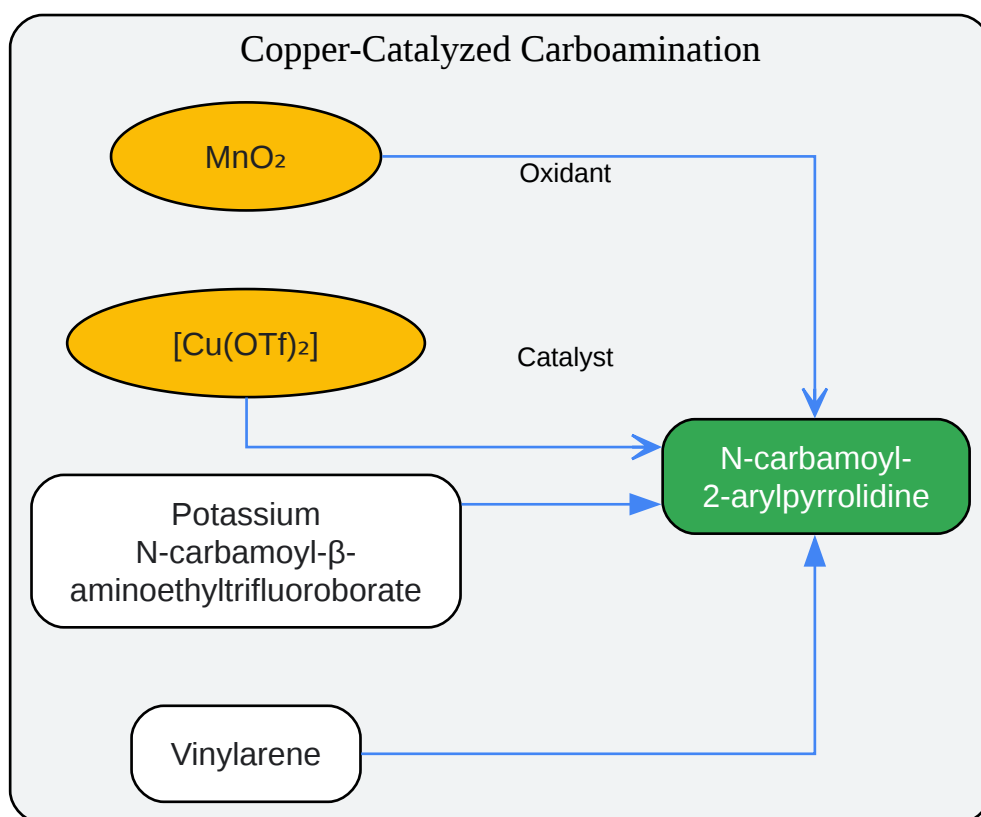 Copper-Catalyzed Carboamination
MnO₂
Oxidant
[Cu(OTf)₂]
Catalyst
N-carbamoyl-
2-arylpyrrolidine
Potassium
N-carbamoyl-β-
aminoethyltrifluoroborate
Vinylarene